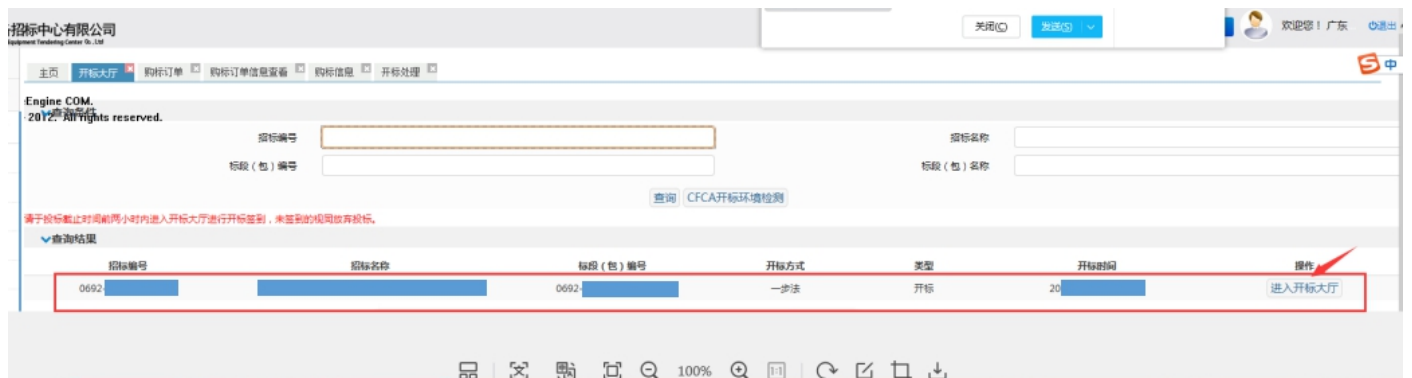 招标中心有限公司
Equipment Tendering Center Co., Ltd
关闭(C) 发送(S) 欢迎您！广东 退出
主页 开标大厅 购标订单 购标订单信息查看 购标信息 开标处理
中
Engine COM.
查询条件
2012. All rights reserved.
招标编号 招标名称
标段（包）编号 标段（包）名称
查询 CFCA开标环境检测
请于投标截止时间前两小时内进入开标大厅进行开标签到，未签到的视同放弃投标。
查询结果
招标编号 招标名称 标段（包）编号 开标方式 类型 开标时间 操作
0692- 0692- 一步法 开标 20 进入开标大厅
100% 1:1